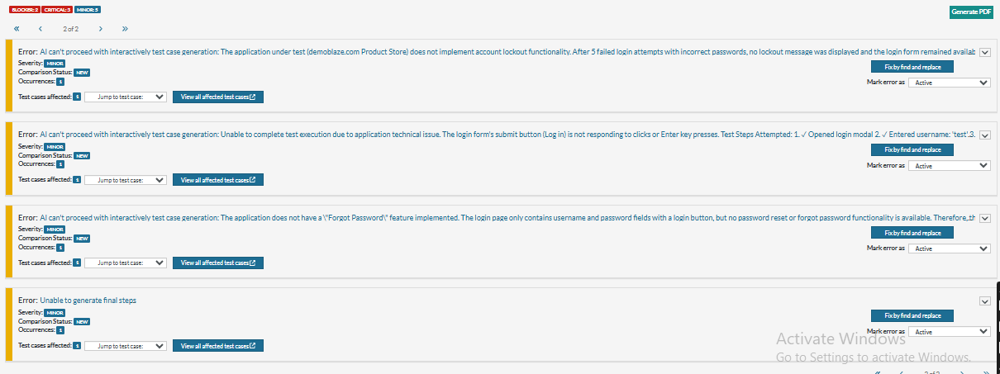 BLOCKER: 2 CRITICAL: 3 MINOR: 5
Generate PDF
« ‹ 2 of 2 › »
Error: AI can't proceed with interactively test case generation: The application under test (demoblaze.com Product Store) does not implement account lockout functionality. After 5 failed login attempts with incorrect passwords, no lockout message was displayed and the login form remained availab
Severity: MINOR
Fix by find and replace
Comparison Status: NEW
Occurrences: 1
Mark error as Active
Test cases affected: 1 Jump to test case: View all affected test cases
Error: AI can't proceed with interactively test case generation: Unable to complete test execution due to application technical issue. The login form's submit button (Log in) is not responding to clicks or Enter key presses. Test Steps Attempted: 1. ✓ Opened login modal 2. ✓ Entered username: 'test' 3.
Severity: MINOR
Fix by find and replace
Comparison Status: NEW
Occurrences: 1
Mark error as Active
Test cases affected: 1 Jump to test case: View all affected test cases
Error: AI can't proceed with interactively test case generation: The application does not have a \"Forgot Password\" feature implemented. The login page only contains username and password fields with a login button, but no password reset or forgot password functionality is available. Therefore, th
Severity: MINOR
Fix by find and replace
Comparison Status: NEW
Occurrences: 1
Mark error as Active
Test cases affected: 1 Jump to test case: View all affected test cases
Error: Unable to generate final steps
Severity: MINOR
Fix by find and replace
Comparison Status: NEW
Occurrences: 1
Mark error as Active
Test cases affected: 1 Jump to test case: View all affected test cases
Activate Windows
Go to Settings to activate Windows.